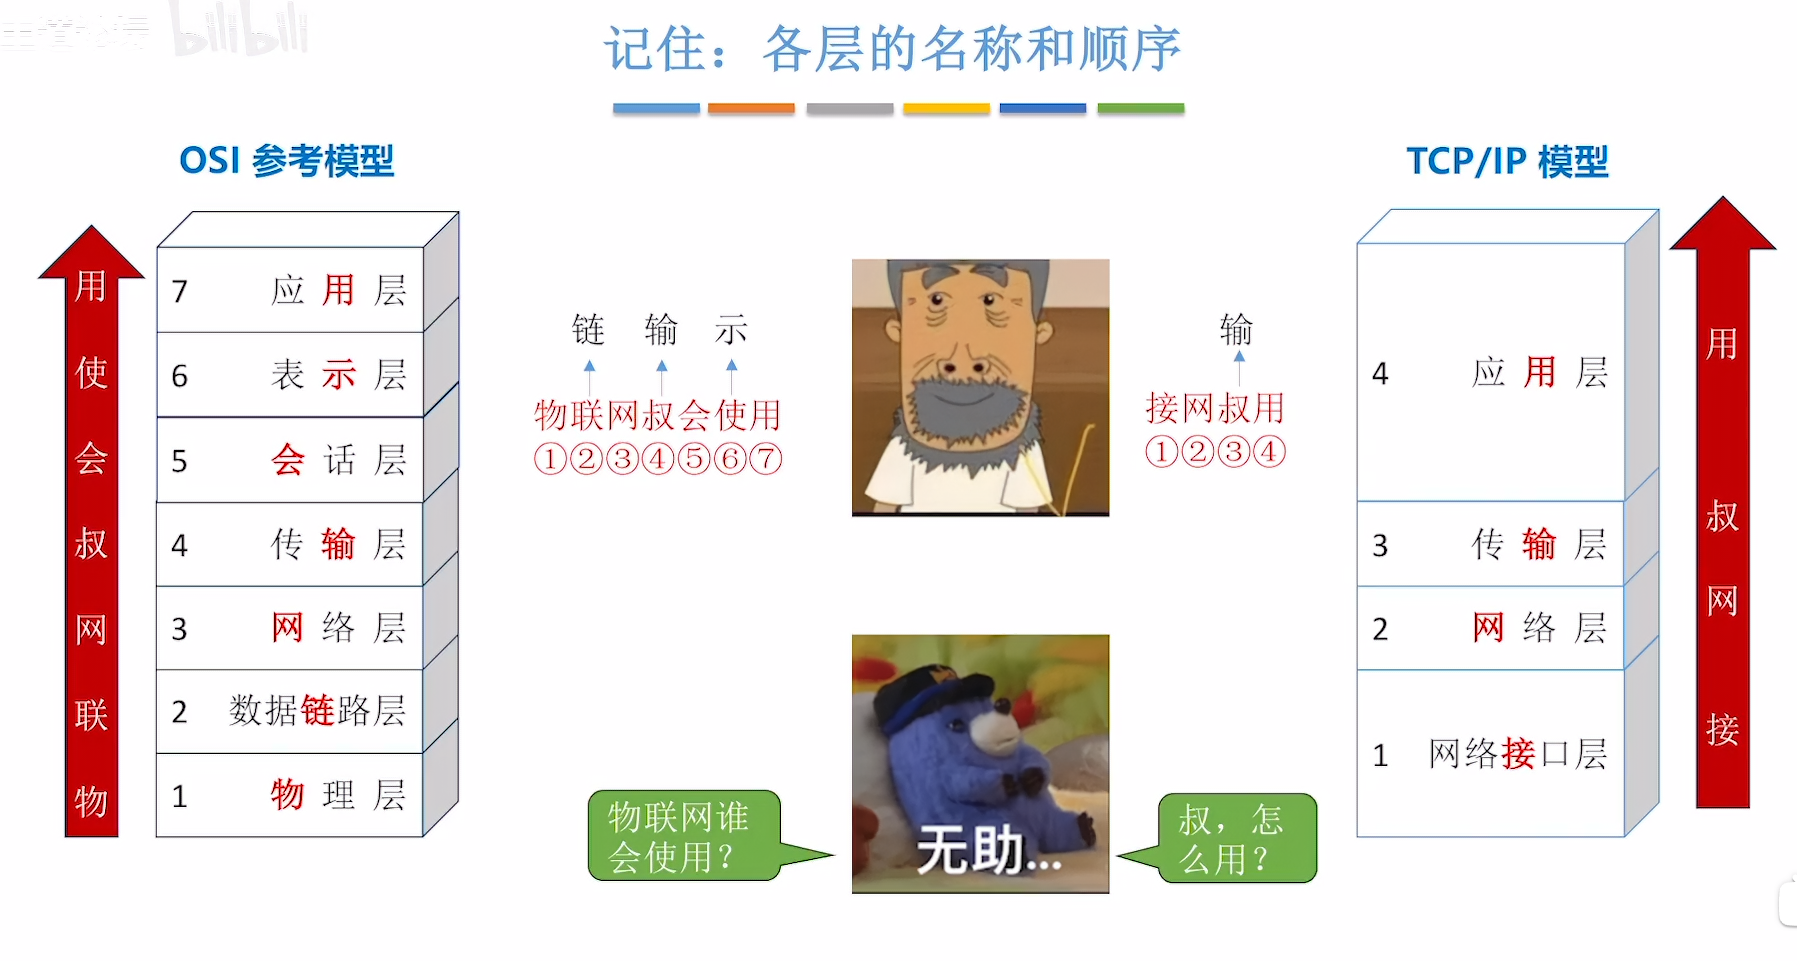 bilibili
记住：各层的名称和顺序
OSI 参考模型
用
使
会
叔
网
联
物
7 应用层
6 表示层
5 会话层
4 传输层
3 网络层
2 数据链路层
1 物理层
链 输 示
物联网叔会使用
①②③④⑤⑥⑦
输
接网叔用
①②③④
物联网谁
会使用？
无助...
叔，怎
么用？
TCP/IP 模型
4 应用层
3 传输层
2 网络层
1 网络接口层
用
叔
网
接